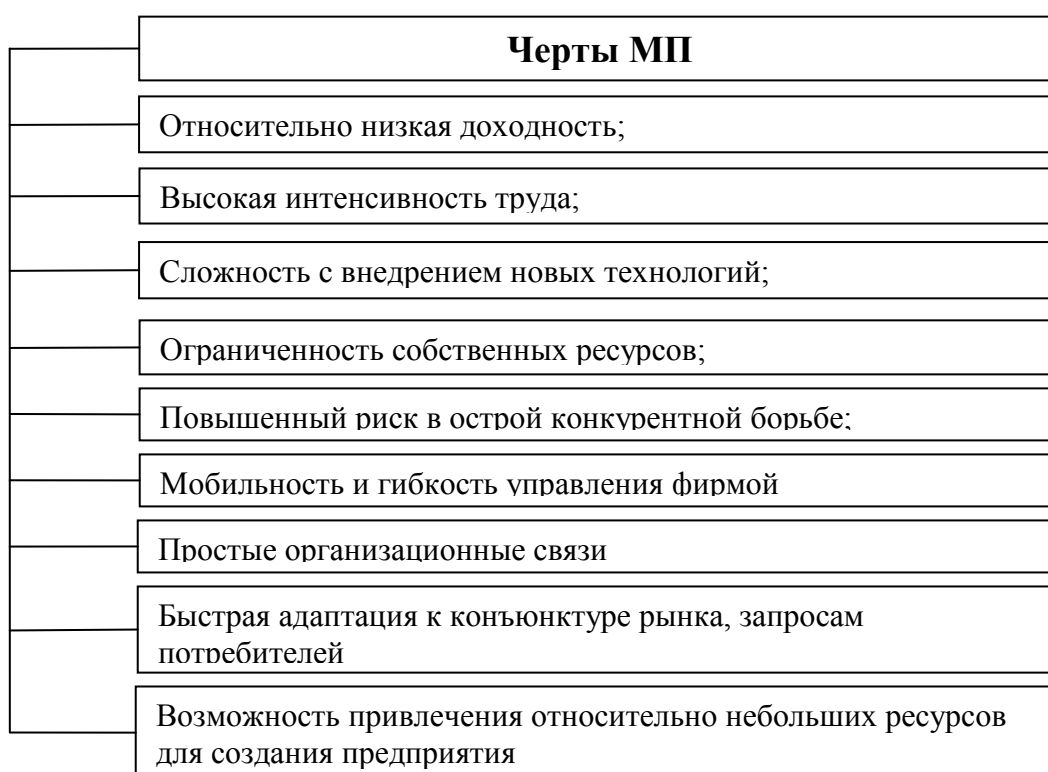 Черты МП
Относительно низкая доходность;
Высокая интенсивность труда;
Сложность с внедрением новых технологий;
Ограниченность собственных ресурсов;
Повышенный риск в острой конкурентной борьбе;
Мобильность и гибкость управления фирмой
Простые организационные связи
Быстрая адаптация к конъюнктуре рынка, запросам
потребителей
Возможность привлечения относительно небольших ресурсов
для создания предприятия